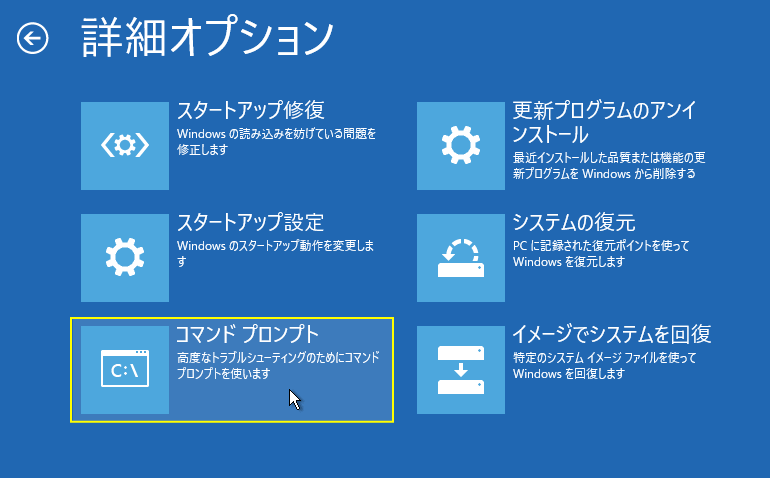 詳細オプション
スタートアップ修復
Windows の読み込みを妨げている問題を
修正します
更新プログラムのアンイ
ンストール
最近インストールした品質または機能の更
新プログラムを Windows から削除する
スタートアップ設定
Windows のスタートアップ動作を変更しま
す
システムの復元
PC に記録された復元ポイントを使って
Windows を復元します
コマンド プロンプト
高度なトラブルシューティングのためにコマンド
プロンプトを使います
C:\
イメージでシステムを回復
特定のシステム イメージ ファイルを使って
Windows を回復します